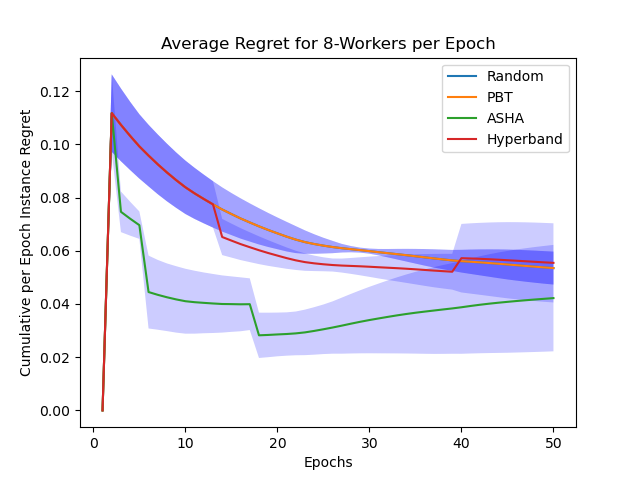 Average Regret for 8-Workers per Epoch
Cumulative per Epoch Instance Regret
0.12
0.10
0.08
0.06
0.04
0.02
0.00
Random
PBT
ASHA
Hyperband
0 10 20 30 40 50
Epochs